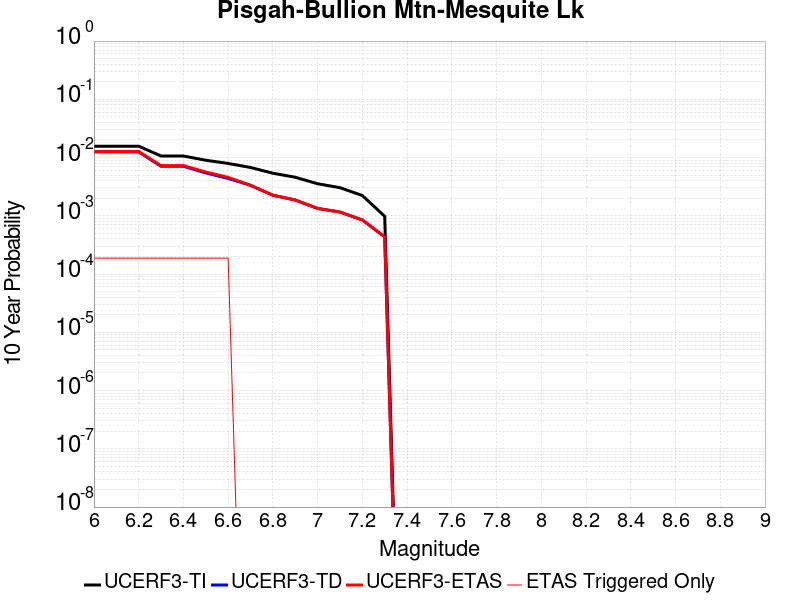 Pisgah-Bullion Mtn-Mesquite Lk
10^0
10^-1
10^-2
10^-3
10^-4
10^-5
10^-6
10^-7
10^-8
10 Year Probability
6 6.2 6.4 6.6 6.8 7 7.2 7.4 7.6 7.8 8 8.2 8.4 8.6 8.8 9
Magnitude
UCERF3-TI UCERF3-TD UCERF3-ETAS ETAS Triggered Only